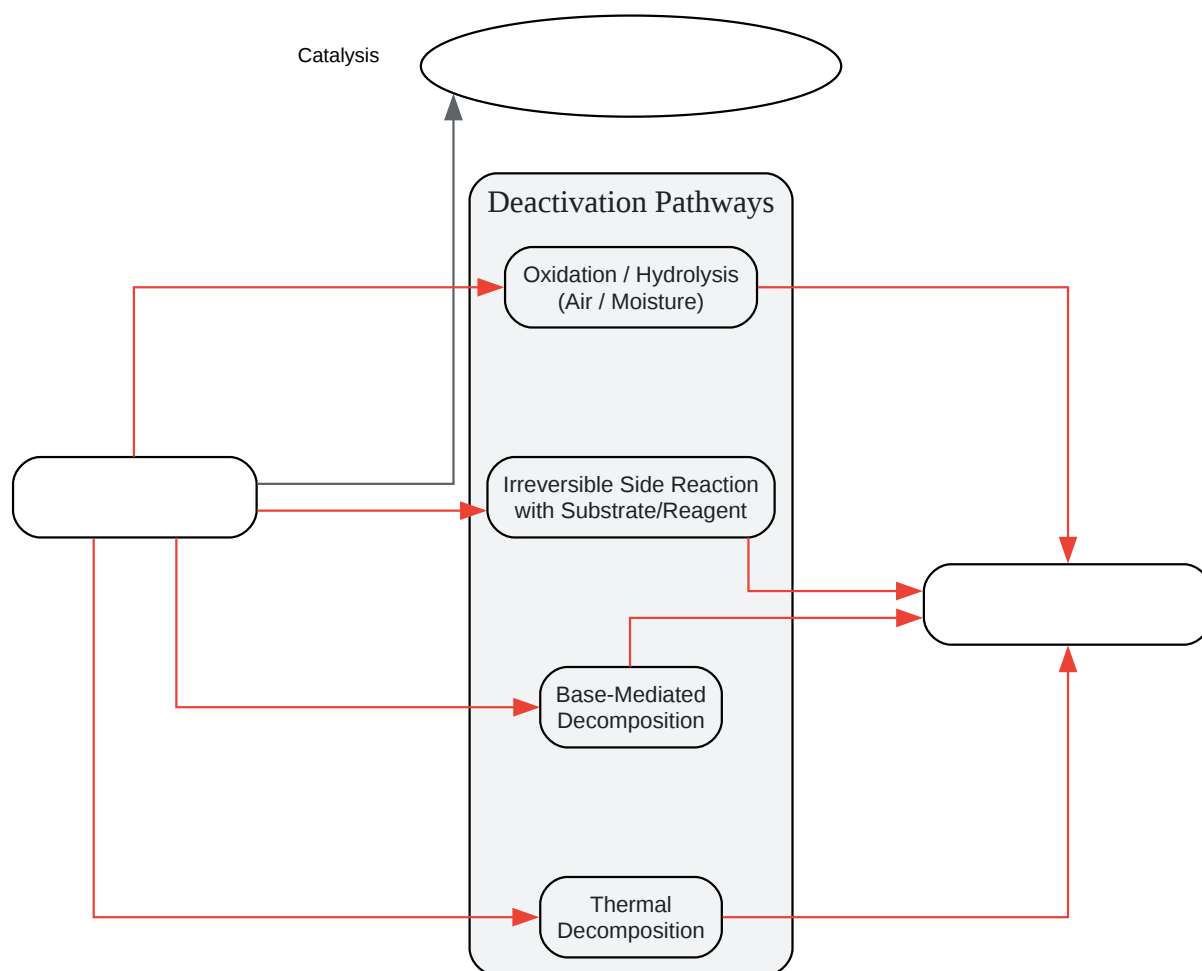 Catalysis
Deactivation Pathways
Oxidation / Hydrolysis
(Air / Moisture)
Irreversible Side Reaction
with Substrate/Reagent
Base-Mediated
Decomposition
Thermal
Decomposition